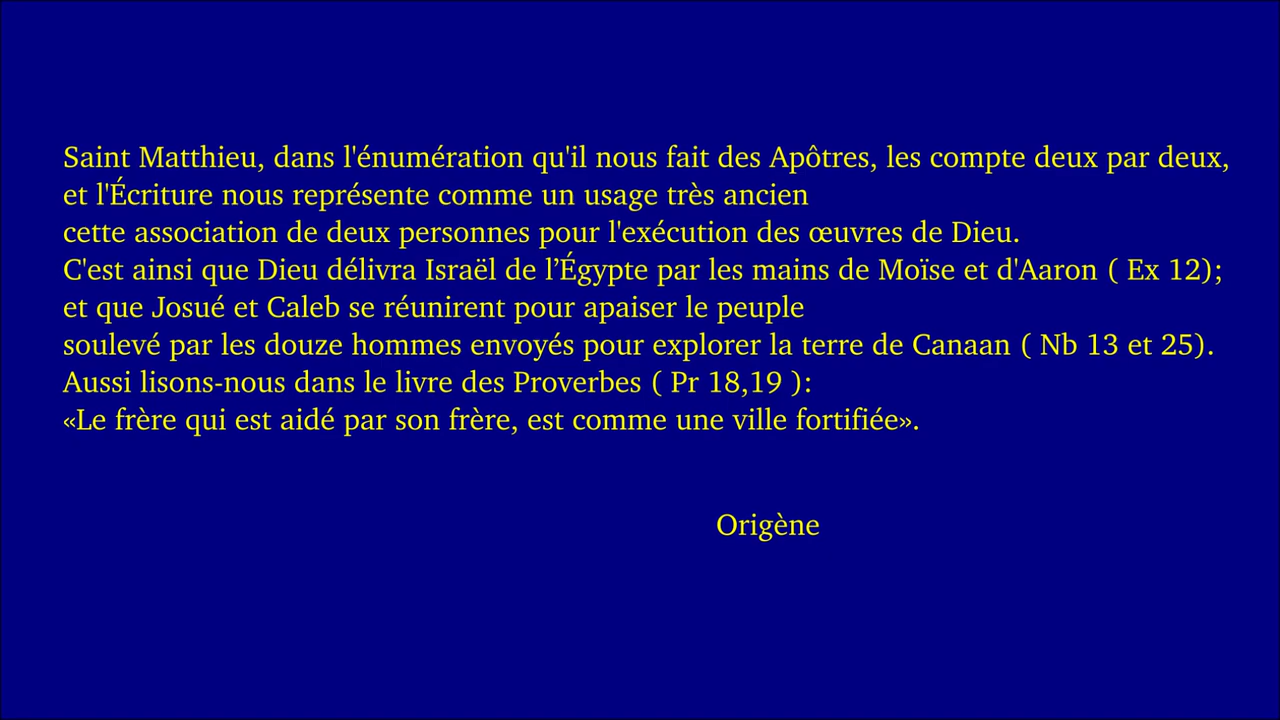 Saint Matthieu, dans l'énumération qu'il nous fait des Apôtres, les compte deux par deux,
et l'Écriture nous représente comme un usage très ancien
cette association de deux personnes pour l'exécution des œuvres de Dieu.
C'est ainsi que Dieu délivra Israël de l’Égypte par les mains de Moïse et d'Aaron ( Ex 12);
et que Josué et Caleb se réunirent pour apaiser le peuple
soulevé par les douze hommes envoyés pour explorer la terre de Canaan ( Nb 13 et 25).
Aussi lisons-nous dans le livre des Proverbes ( Pr 18,19 ):
«Le frère qui est aidé par son frère, est comme une ville fortifiée».
Origène